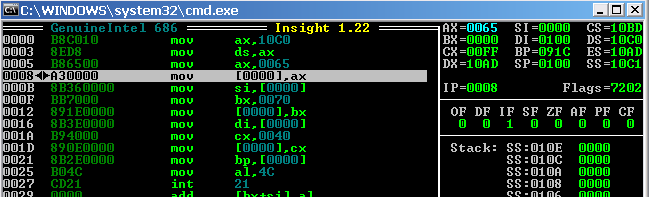 C:\WINDOWS\system32\cmd.exe
GenuineIntel 686 Insight 1.22
0000 B8C010 mov ax,10C0
0003 8ED8 mov ds,ax
0005 B86500 mov ax,0065
0008 A30000 mov [0000],ax
000B 8B360000 mov si,[0000]
000F BB7000 mov bx,0070
0012 891E0000 mov [0000],bx
0016 8B3E0000 mov di,[0000]
001A B94000 mov cx,0040
001D 890E0000 mov [0000],cx
0021 8B2E0000 mov bp,[0000]
0025 B04C mov al,4C
0027 CD21 int 21
0029 0000 add [bx+si],al
AX=0065 SI=0000 CS=10BD
BX=0000 DI=0100 DS=10C0
CX=00FF BP=091C ES=10AD
DX=10AD SP=0100 SS=10C1
IP=0008 Flags=7202
OF DF IF SF ZF AF PF CF
0 0 1 0 0 0 0 0
Stack: SS:010E 0000
SS:010C 0000
SS:010A 0000
SS:0108 0000
SS:0106 0000